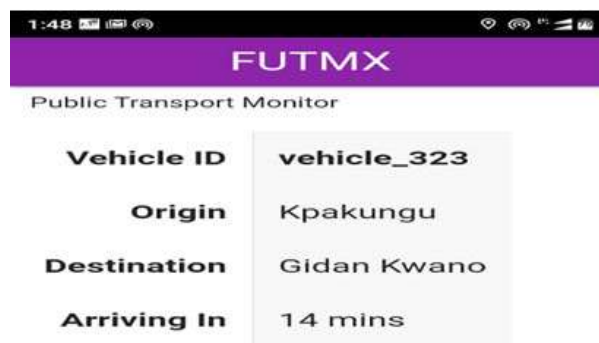 1:48
FUTMX
Public Transport Monitor
Vehicle ID vehicle_323
Origin Kpakungu
Destination Gidan Kwano
Arriving In 14 mins